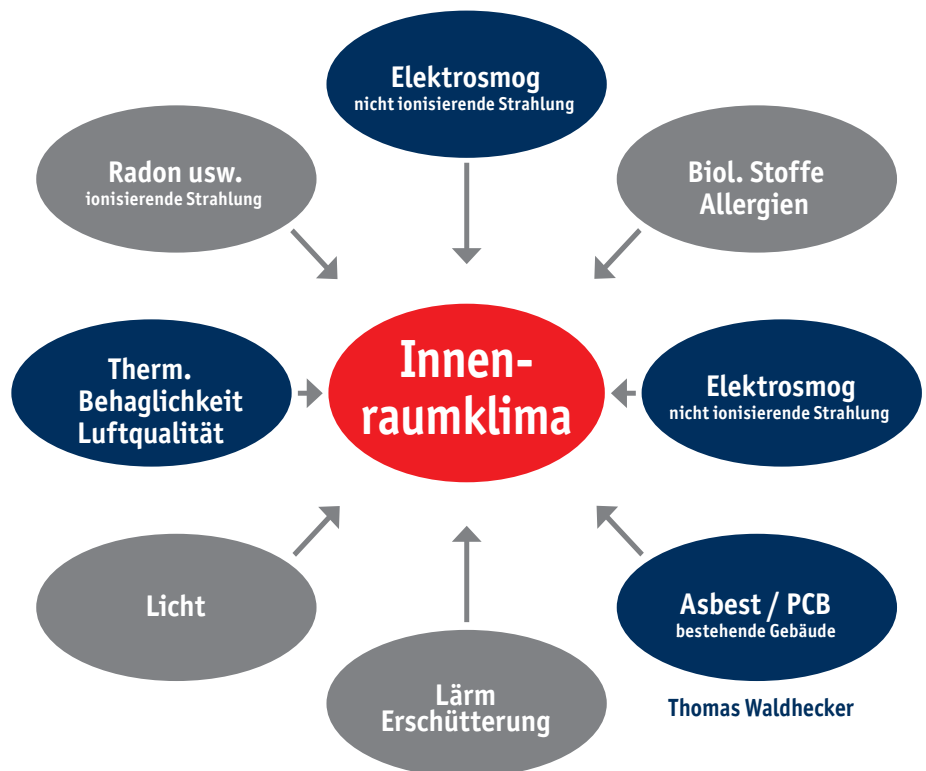 Elektrosmog
nicht ionisierende Strahlung
Radon usw.
ionisierende Strahlung
Biol. Stoffe
Allergien
Therm.
Behaglichkeit
Luftqualität
Innen-
raumklima
Elektrosmog
nicht ionisierende Strahlung
Licht
Asbest / PCB
bestehende Gebäude
Lärm
Erschütterung
Thomas Waldhecker